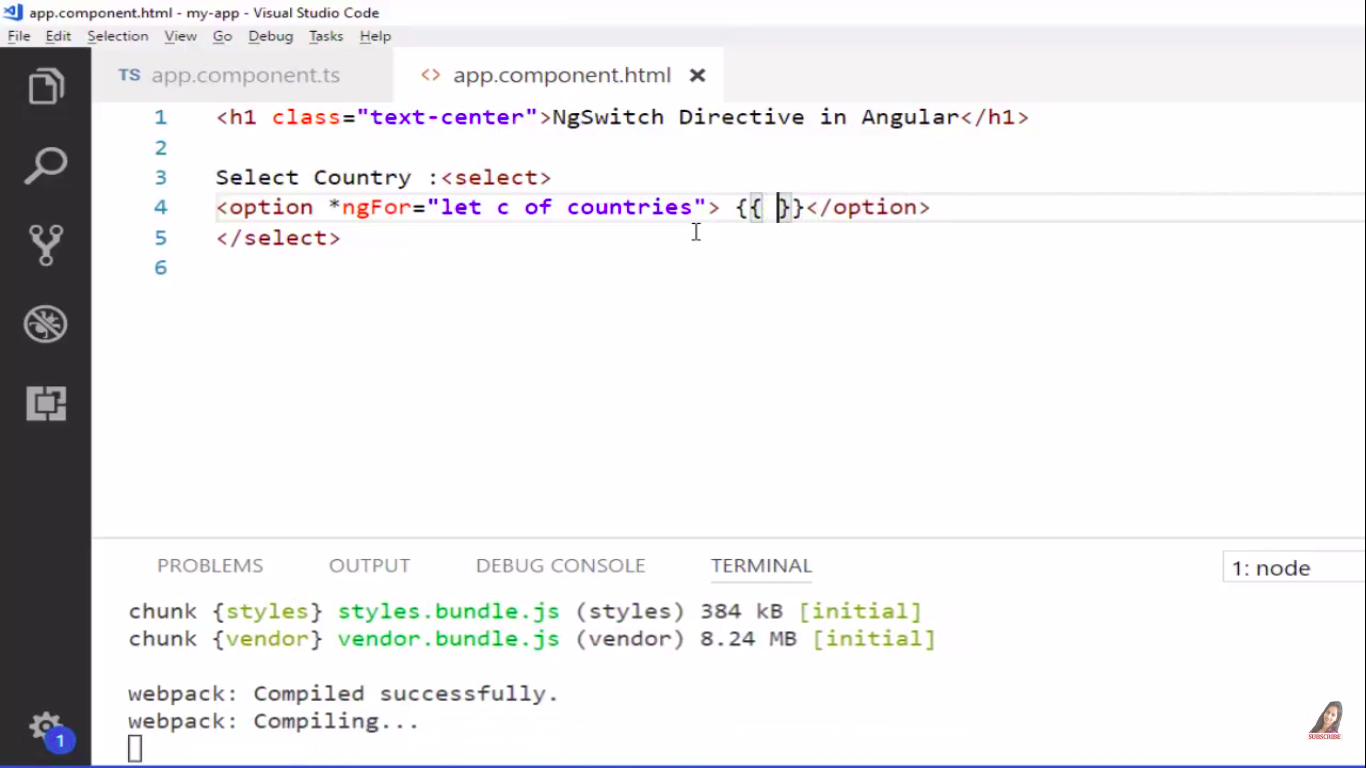 app.component.html - my-app - Visual Studio Code
File Edit Selection View Go Debug Tasks Help
TS app.component.ts <> app.component.html
1 <h1 class="text-center">NgSwitch Directive in Angular</h1>
2
3 Select Country :<select>
4 <option *ngFor="let c of countries"> {{ }}</option>
5 </select>
6
PROBLEMS OUTPUT DEBUG CONSOLE TERMINAL 1: node
chunk {styles} styles.bundle.js (styles) 384 kB [initial]
chunk {vendor} vendor.bundle.js (vendor) 8.24 MB [initial]
webpack: Compiled successfully.
webpack: Compiling...
1
SUBSCRIBE